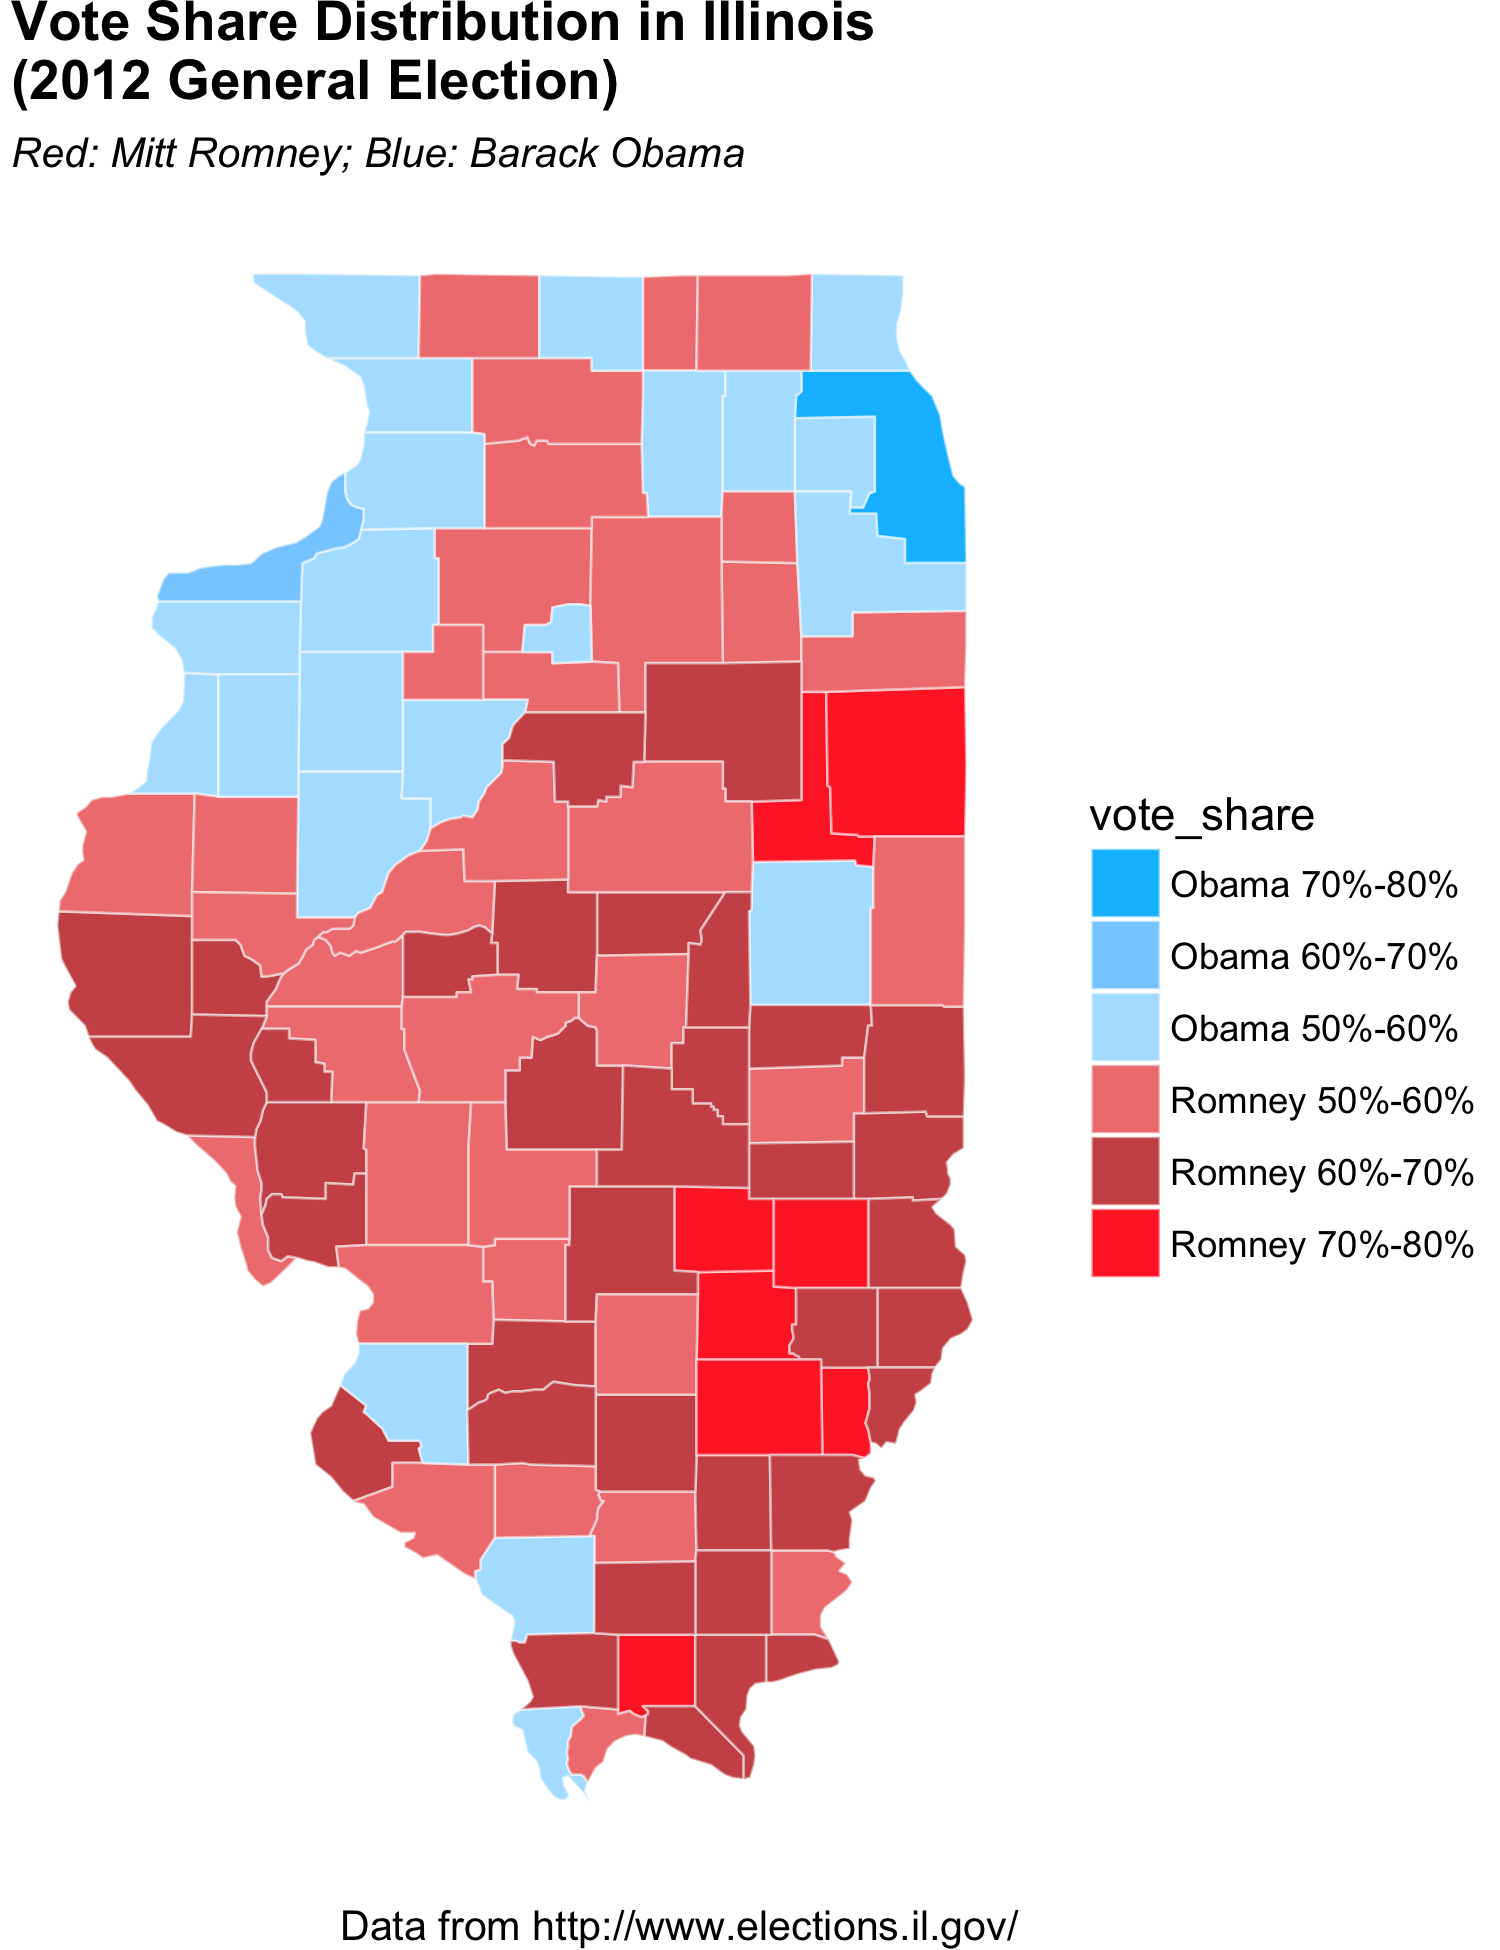 Vote Share Distribution in Illinois
(2012 General Election)
Red: Mitt Romney; Blue: Barack Obama
vote_share
Obama 70%-80%
Obama 60%-70%
Obama 50%-60%
Romney 50%-60%
Romney 60%-70%
Romney 70%-80%
Data from http://www.elections.il.gov/